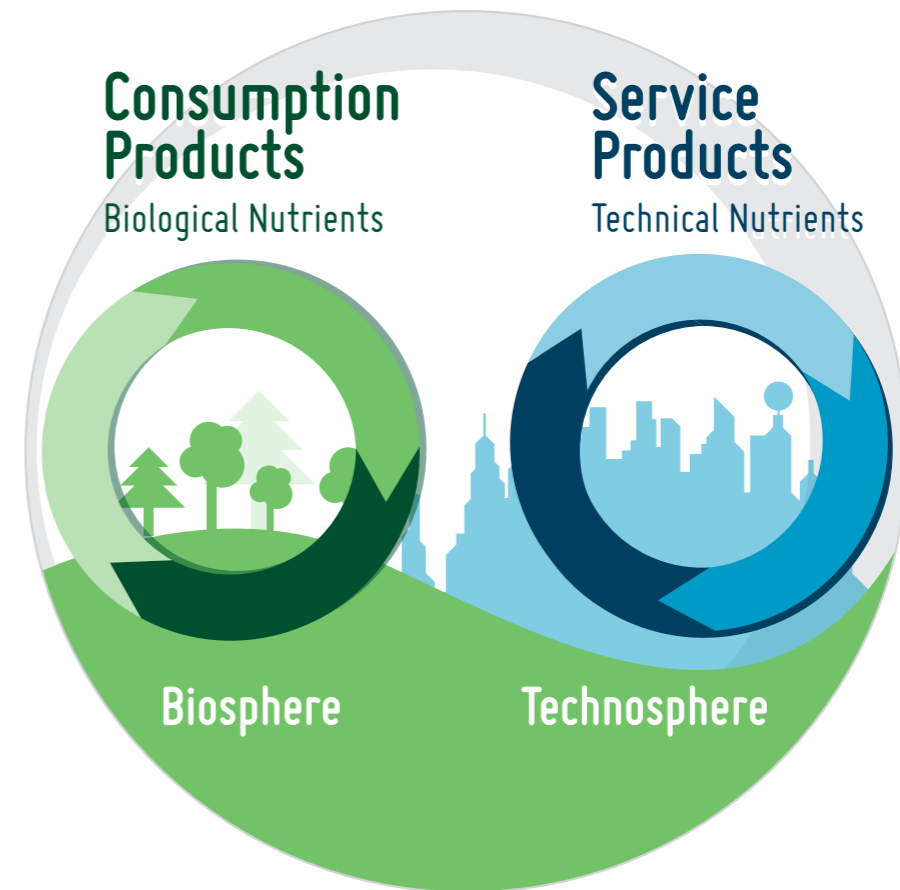 Consumption
Products
Biological Nutrients
Service
Products
Technical Nutrients
Biosphere
Technosphere